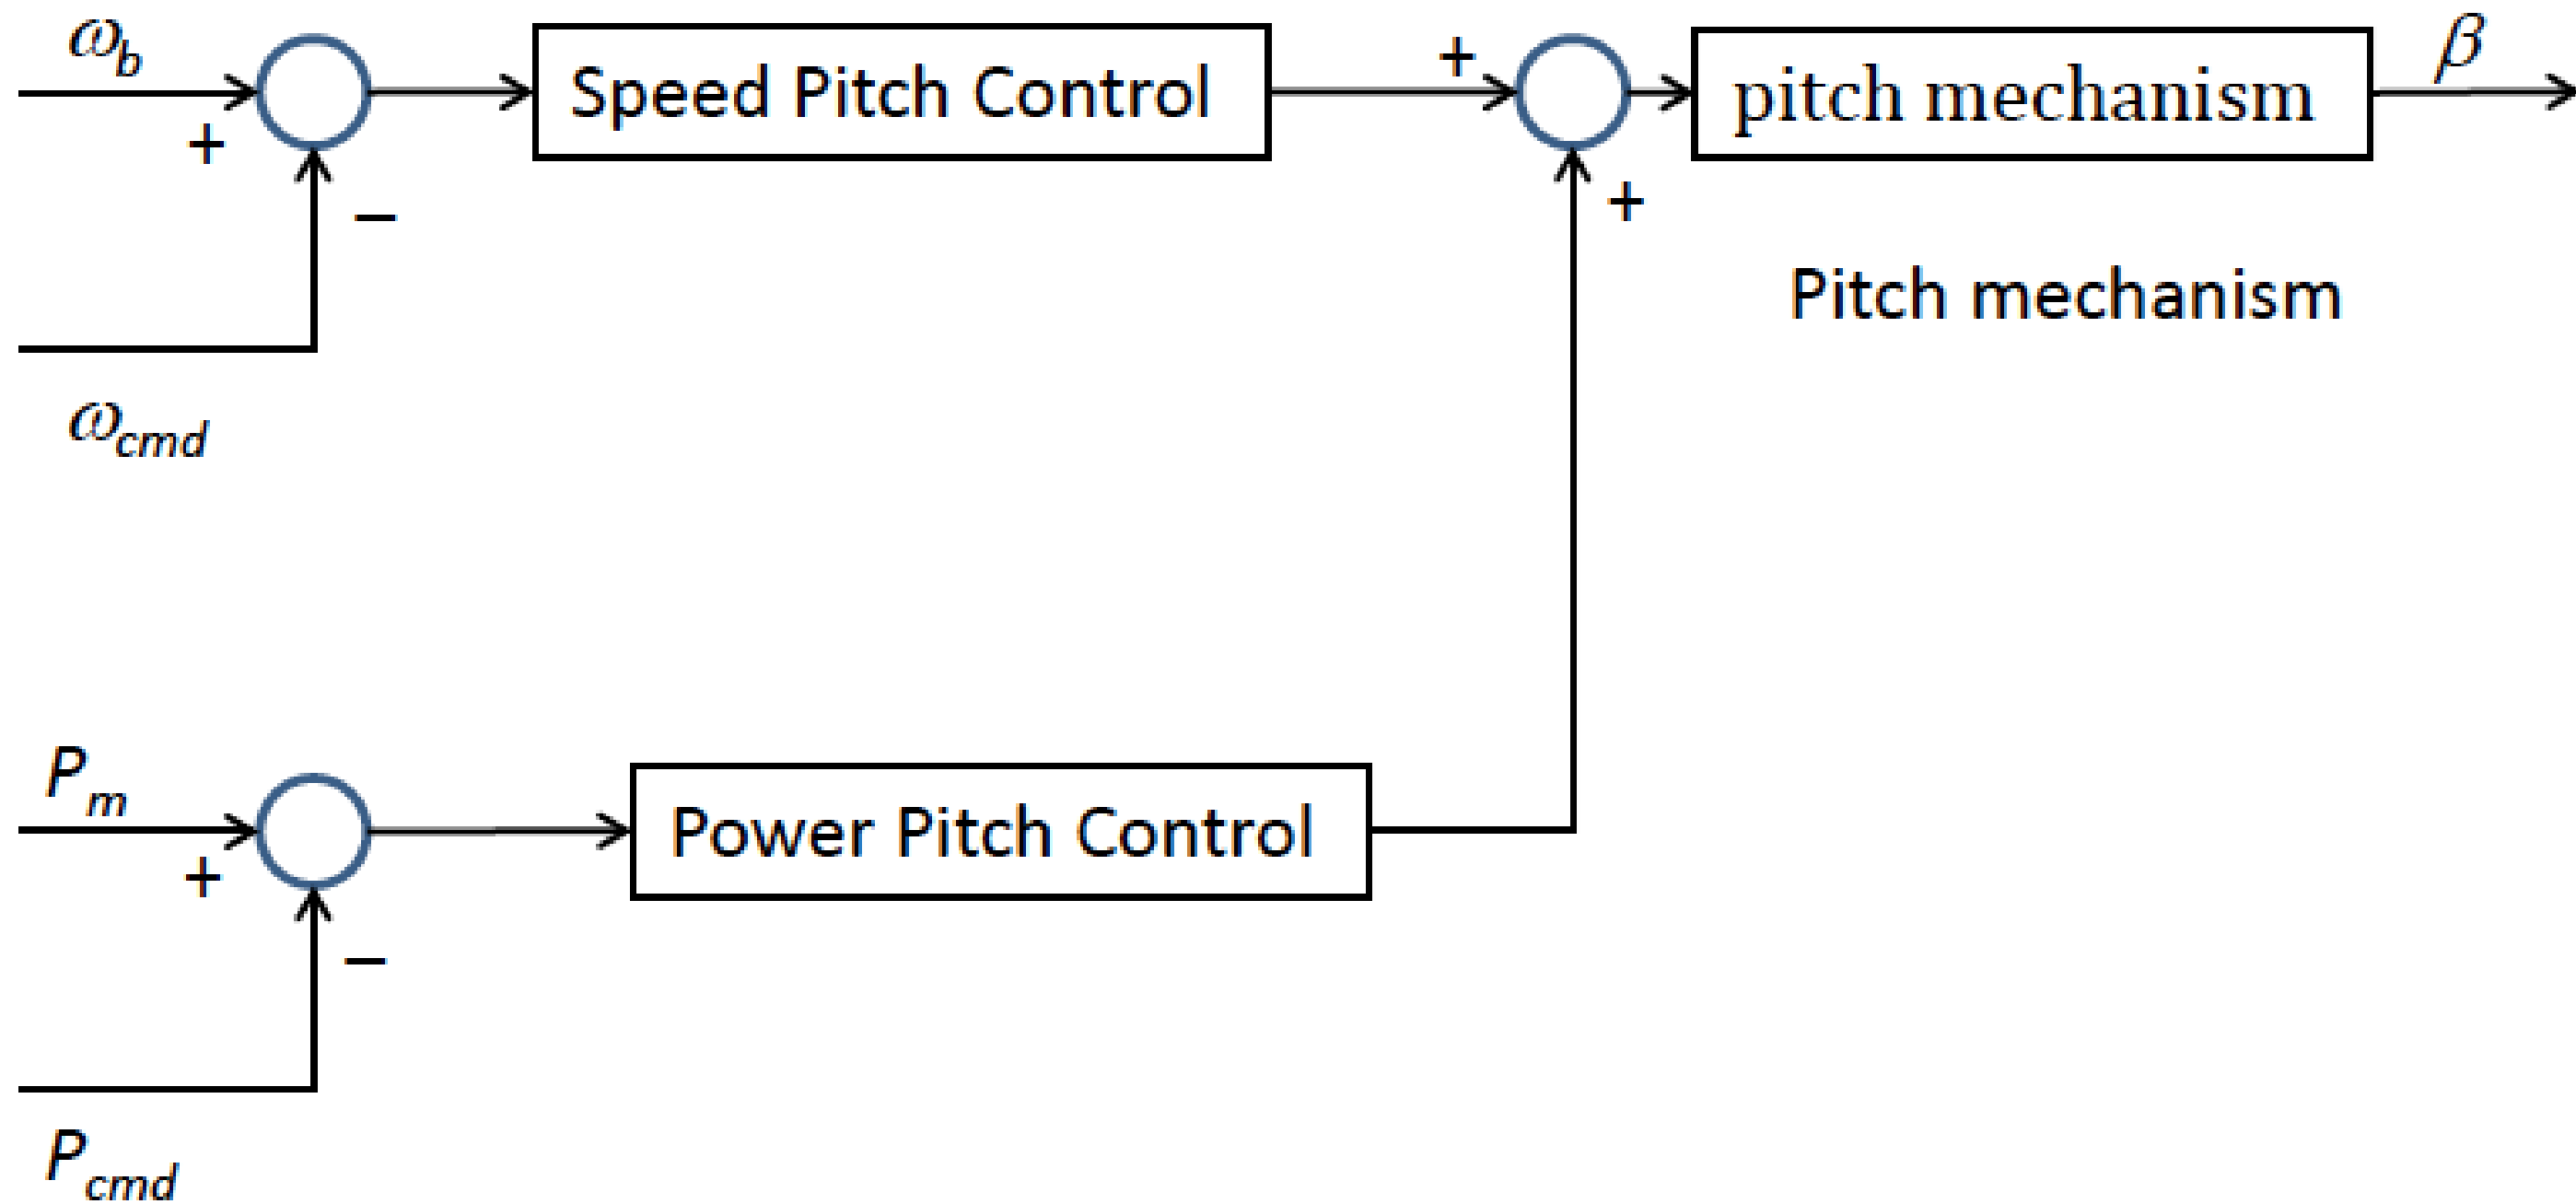 ω_b
+
−
ω_cmd
Speed Pitch Control
+
+
pitch mechanism
β
Pitch mechanism
P_m
+
−
P_cmd
Power Pitch Control